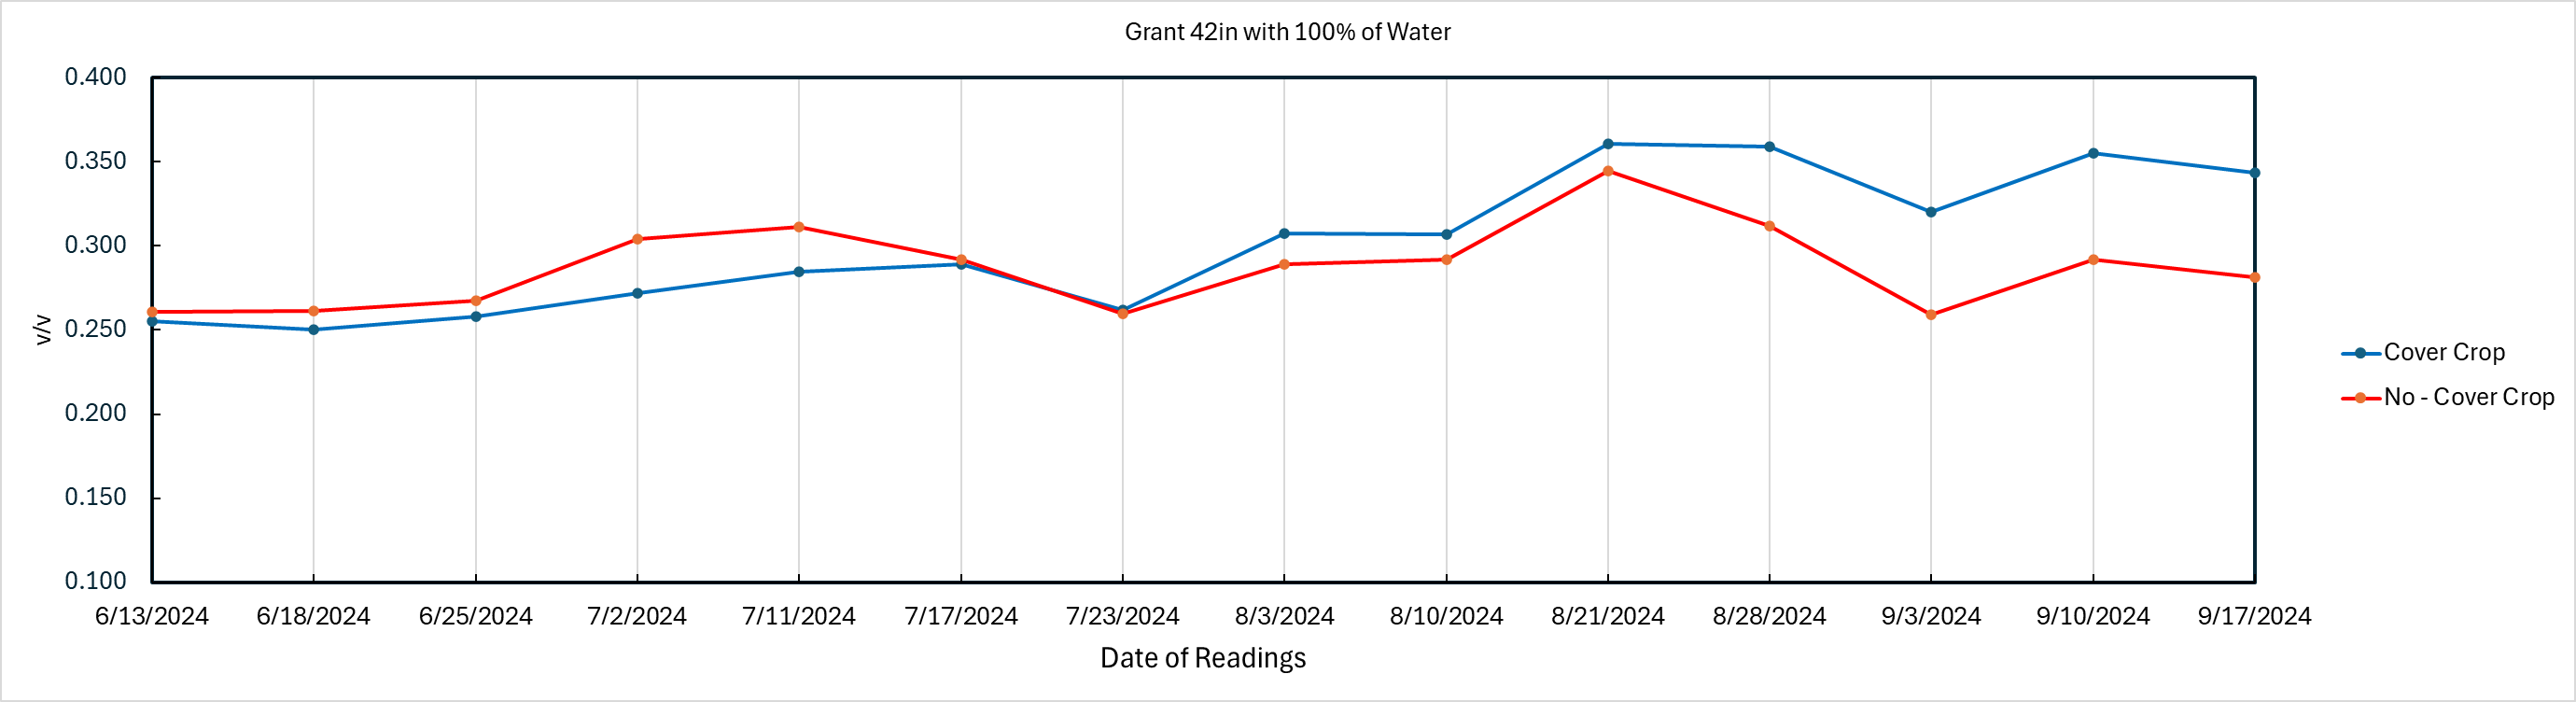 Grant 42in with 100% of Water
0.400
0.350
0.300
0.250
0.200
0.150
0.100
v/v
6/13/2024 6/18/2024 6/25/2024 7/2/2024 7/11/2024 7/17/2024 7/23/2024 8/3/2024 8/10/2024 8/21/2024 8/28/2024 9/3/2024 9/10/2024 9/17/2024
Date of Readings
Cover Crop
No - Cover Crop